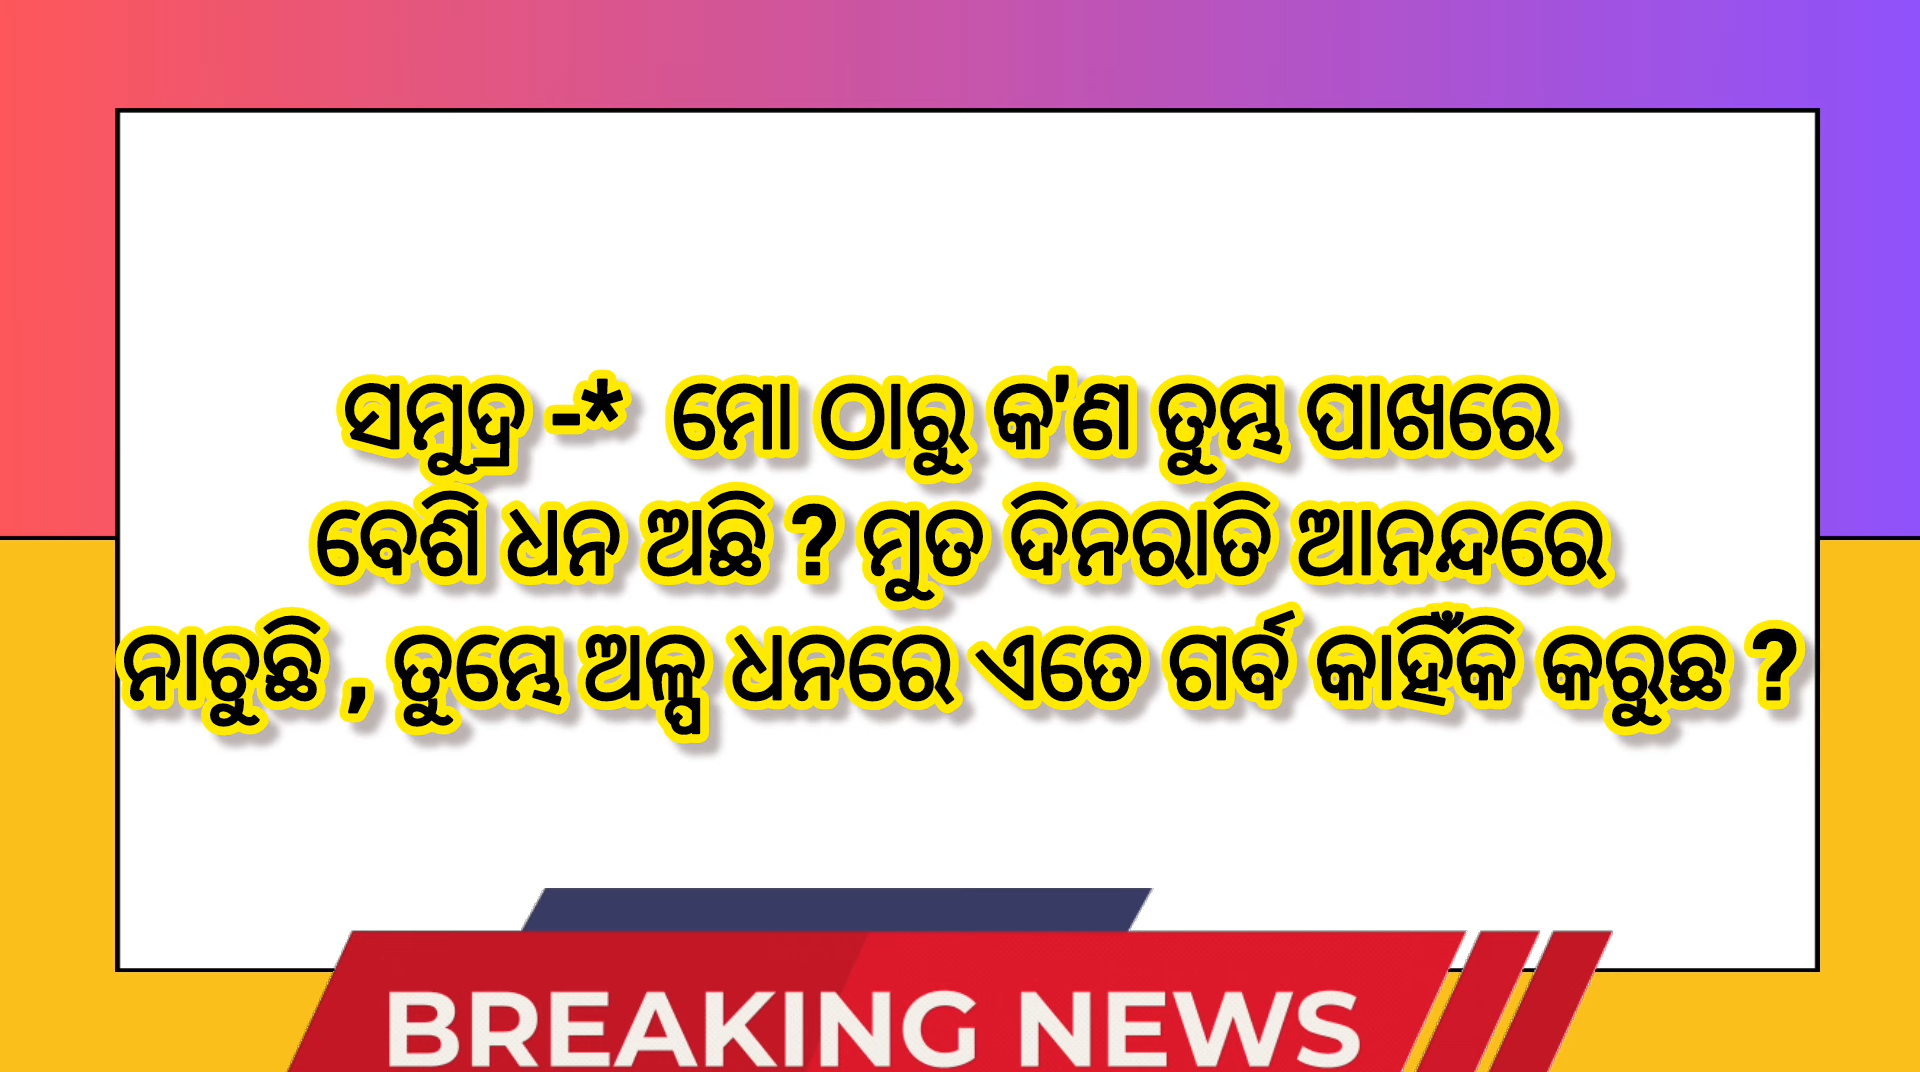 ସମୁଦ୍ର -* ମୋ ଠାରୁ କ'ଣ ତୁମ୍ଭ ପାଖରେ
ବେଶି ଧନ ଅଛି ? ମୁତ ଦିନରାତି ଆନନ୍ଦରେ
ନାଚୁଛି , ତୁମ୍ଭେ ଅଳ୍ପ ଧନରେ ଏତେ ଗର୍ବ କାହିଁକି କରୁଛ ?
BREAKING NEWS